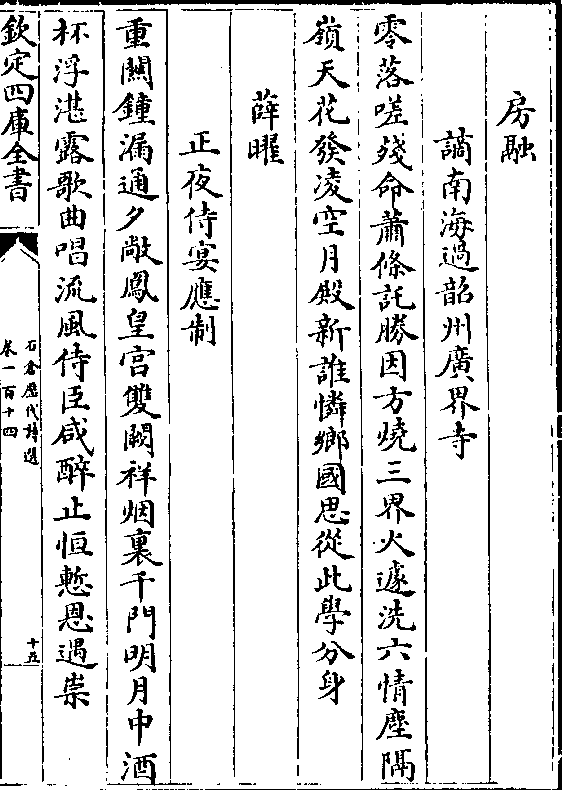 房融
謫南海過韶州廣界寺
零落嗟殘命蕭條託勝因方燒三界火遽洗六情塵隔
嶺天花發凌空月殿新誰憐鄉國思從此學分身
薛曜
正夜侍宴應制
重關鍾漏通夕敞鳳皇宮雙闕祥烟裏千門明月中酒
杯浮湛露歌曲唱流風侍臣咸醉止恒慙恩遇崇
欽定四庫全書
石倉歷代詩選
卷一百十四
十五